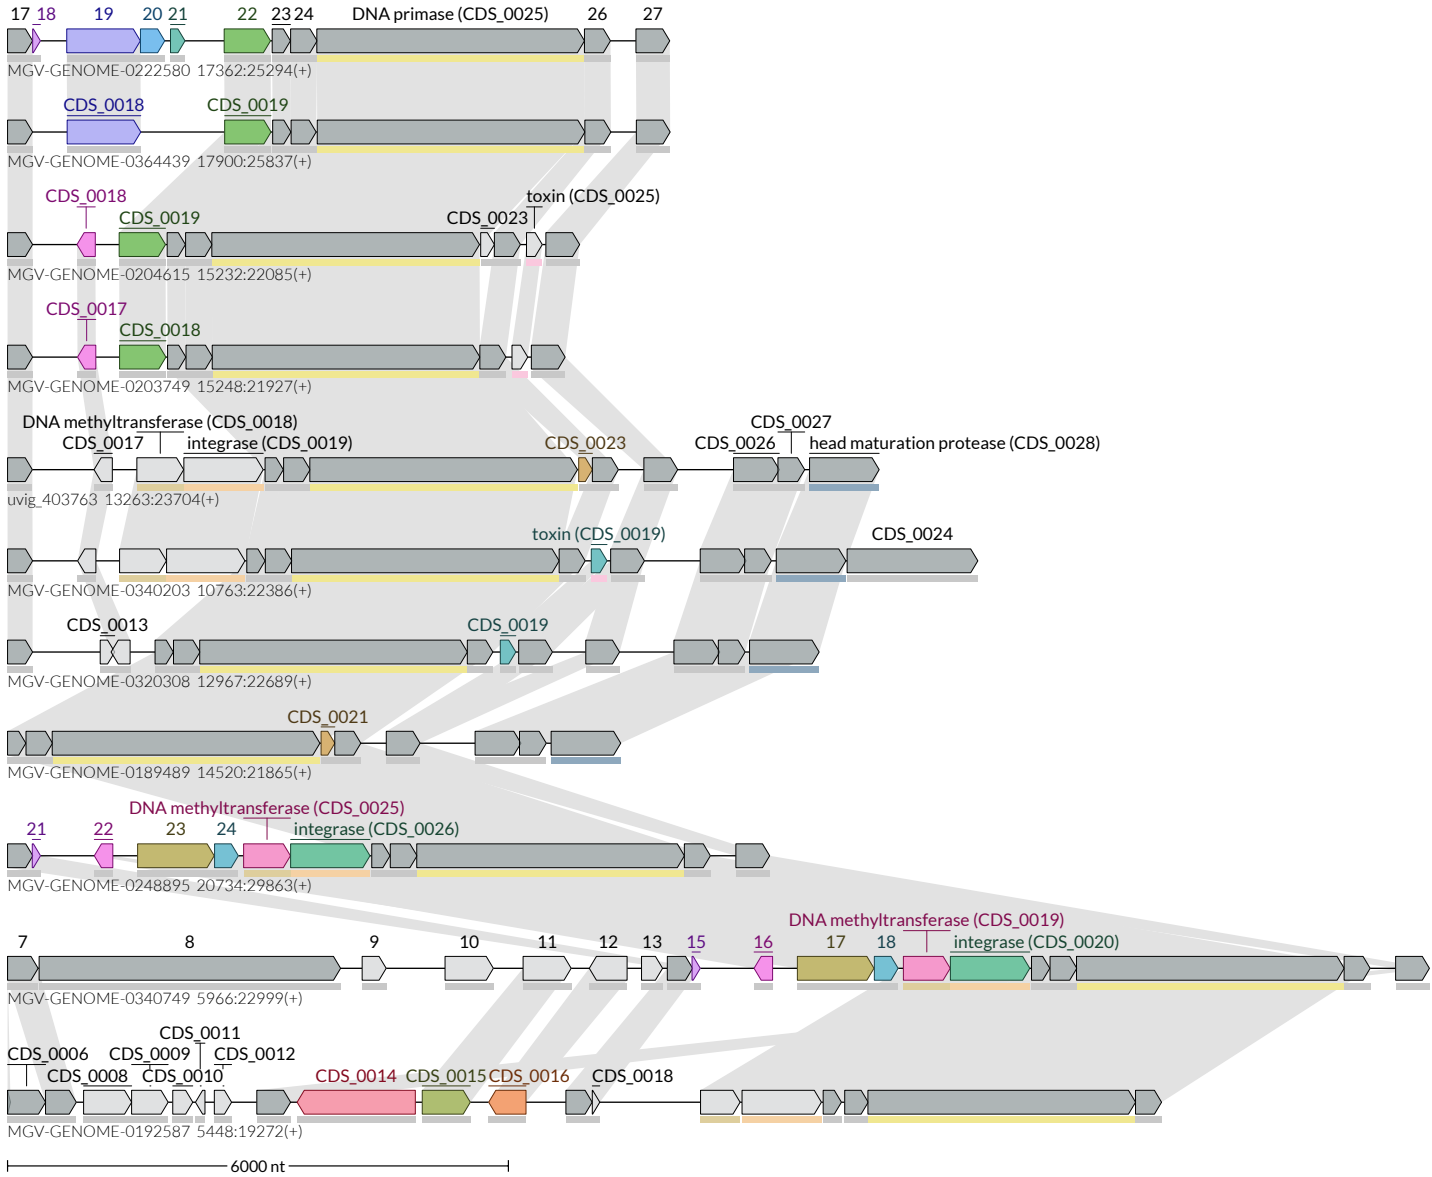 17 18 19 20 21 22 23 24 DNA primase (CDS_0025) 26 27
MGV-GENOME-0222580 17362:25294(+)
CDS_0018 CDS_0019
MGV-GENOME-0364439 17900:25837(+)
CDS_0018 toxin (CDS_0025)
CDS_0019 CDS_0023
MGV-GENOME-0204615 15232:22085(+)
CDS_0017
CDS_0018
MGV-GENOME-0203749 15248:21927(+)
DNA methyltransferase (CDS_0018) CDS_0027
CDS_0017 integrase (CDS_0019) CDS_0023 CDS_0026 head maturation protease (CDS_0028)
uvig_403763 13263:23704(+)
toxin (CDS_0019) CDS_0024
MGV-GENOME-0340203 10763:22386(+)
CDS_0013 CDS_0019
MGV-GENOME-0320308 12967:22689(+)
CDS_0021
MGV-GENOME-0189489 14520:21865(+)
DNA methyltransferase (CDS_0025)
21 22 23 24 integrase (CDS_0026)
MGV-GENOME-0248895 20734:29863(+)
DNA methyltransferase (CDS_0019)
7 8 9 10 11 12 13 15 16 17 18 integrase (CDS_0020)
MGV-GENOME-0340749 5966:22999(+)
CDS_0011
CDS_0006 CDS_0009 CDS_0012
CDS_0008 CDS_0010 CDS_0014 CDS_0015 CDS_0016 CDS_0018
MGV-GENOME-0192587 5448:19272(+)
6000 nt